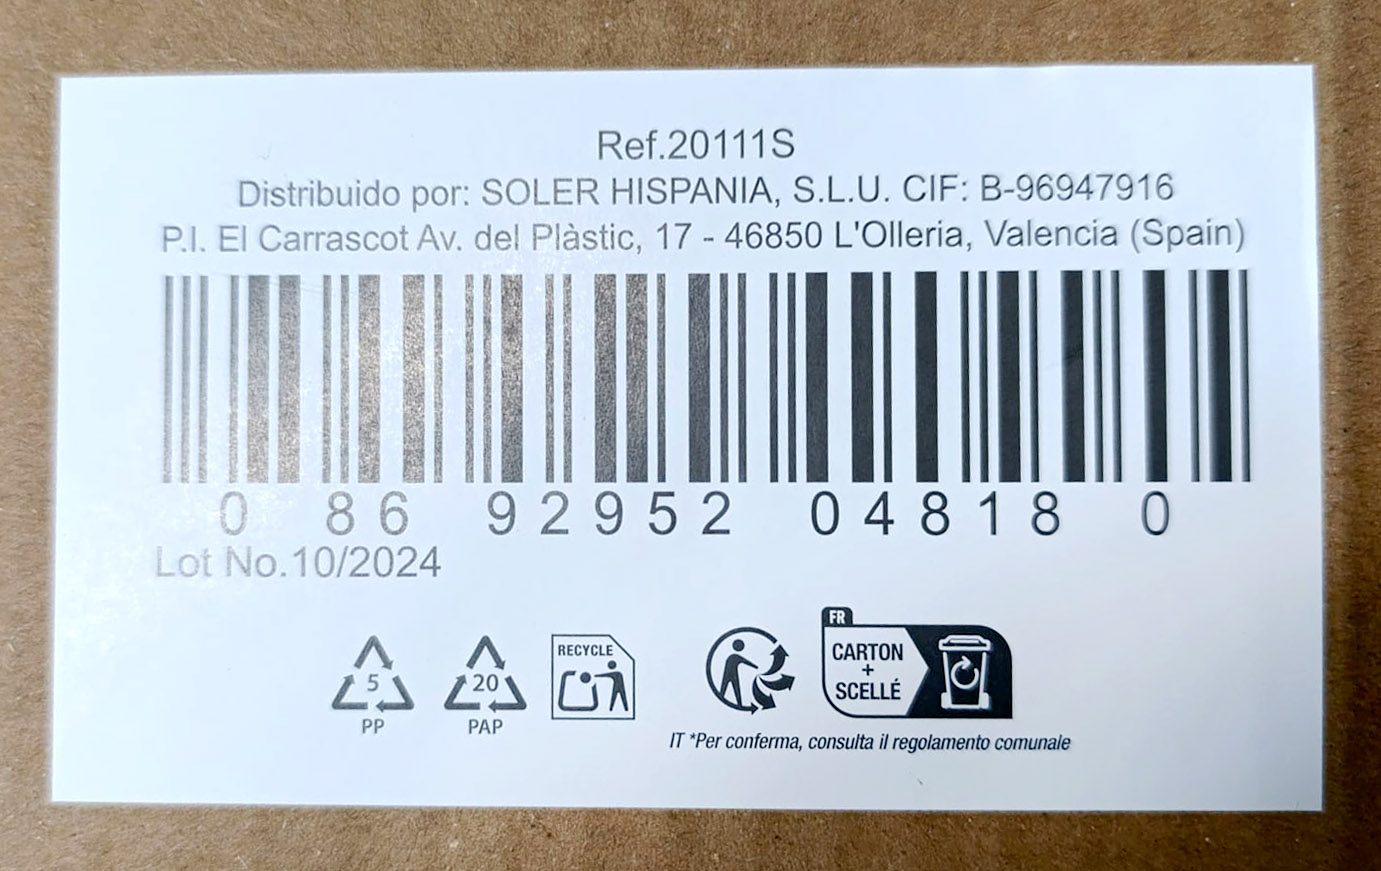 Ref.20111S
Distribuido por: SOLER HISPANIA, S.L.U. CIF: B-96947916
P.I. El Carrascot Av. del Plàstic, 17 - 46850 L'Olleria, Valencia (Spain)
0 86 92952 04818 0
Lot No.10/2024
5
PP
20
PAP
RECYCLE
FR
CARTON
+
SCELLÉ
IT *Per conferma, consulta il regolamento comunale